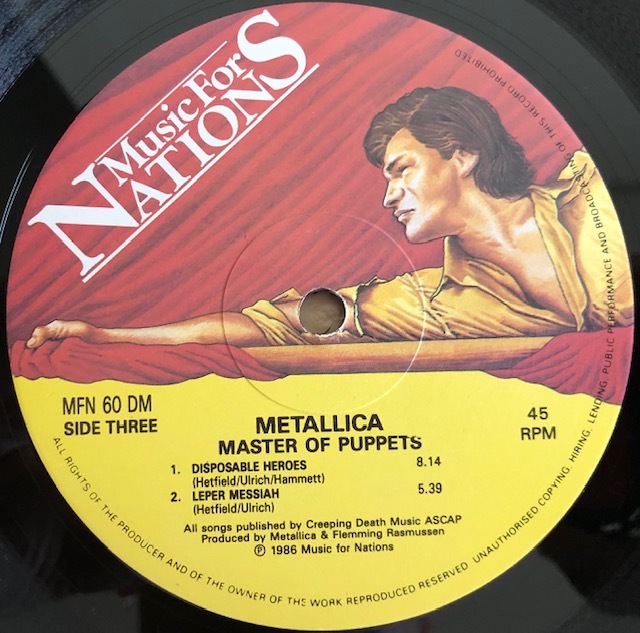 Music For
NATIONS
MFN 60 DM
SIDE THREE
45
RPM
METALLICA
MASTER OF PUPPETS
1. DISPOSABLE HEROES 8.14
(Hetfield/Ulrich/Hammett)
2. LEPER MESSIAH 5.39
(Hetfield/Ulrich)
All songs published by Creeping Death Music ASCAP
Produced by Metallica & Flemming Rasmussen
Ⓟ 1986 Music for Nations
ALL RIGHTS OF THE PRODUCER AND OF THE OWNER OF THE WORK REPRODUCED RESERVED. UNAUTHORISED COPYING, HIRING, LENDING, PUBLIC PERFORMANCE AND BROADCASTING OF THIS RECORD PROHIBITED